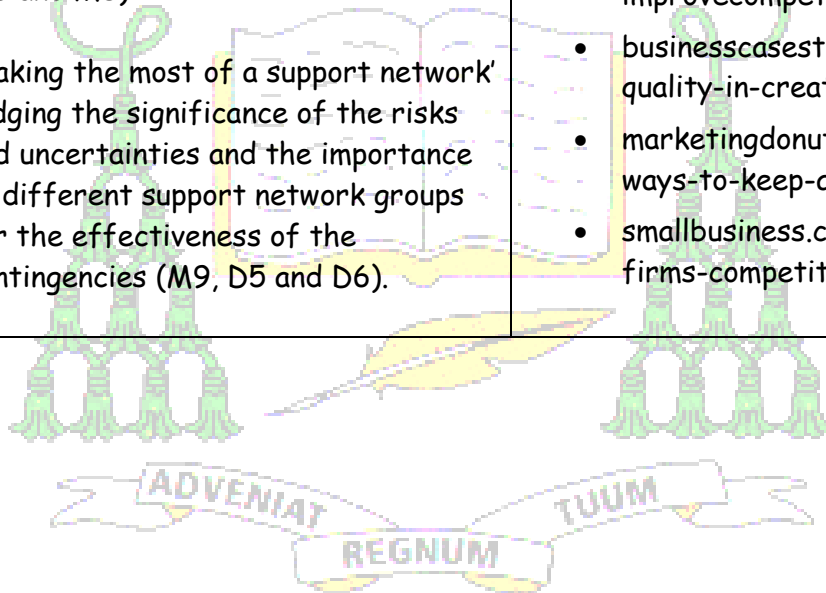 aking the most of a support network'
dging the significance of the risks
d uncertainties and the importance
different support network groups
r the effectiveness of the
ntingencies (M9, D5 and D6).
improvecompet
• businesscasest
quality-in-creat
• marketingdonut
ways-to-keep-c
• smallbusiness.c
firms-competit
ADVENIAT
REGNUM
TUUM